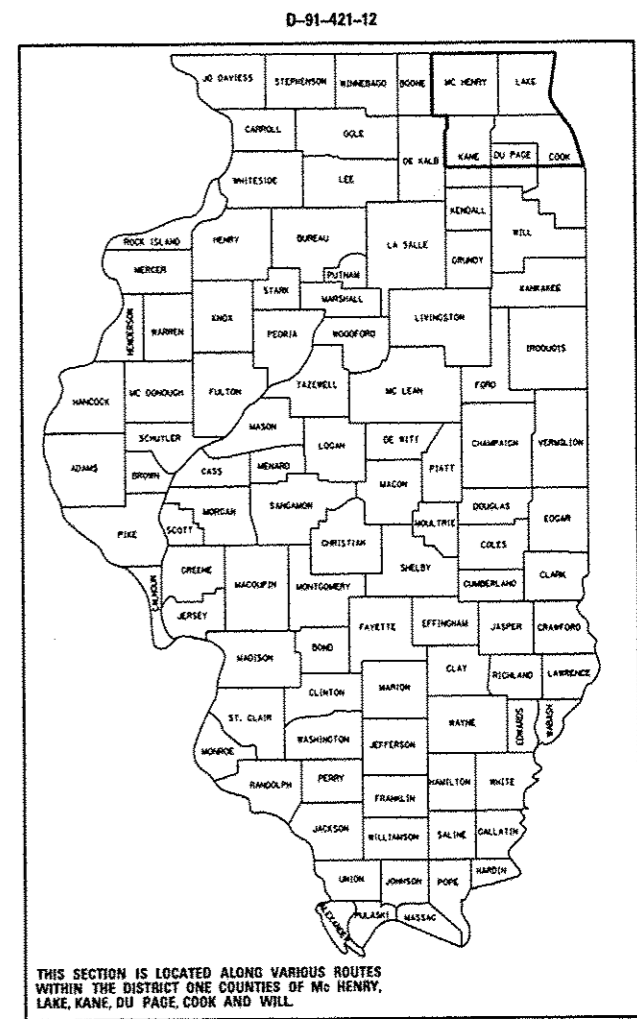 D-91-421-12
JO DAVIESS STEPHENSON WINNEBAGO BOONE MC HENRY LAKE
CARROLL OGLE DE KALB KANE DU PAGE COOK
WHITESIDE LEE
KENDALL WILL
ROCK ISLAND HENRY BUREAU LA SALLE GRUNDY
MERCER PUTNAM KANKAKEE
STARK MARSHALL LIVINGSTON
HENDERSON WARREN KNOX PEORIA WOODFORD IROQUOIS
HANCOCK MC DONOUGH FULTON TAZEWELL MC LEAN FORD
SCHUYLER MASON LOGAN DE WITT CHAMPAIGN VERMILION
ADAMS BROWN CASS MENARD MACON PIATT
PIKE SCOTT MORGAN SANGAMON CHRISTIAN MOULTRIE DOUGLAS EDGAR
COLES
CALHOUN GREENE MACOUPIN MONTGOMERY SHELBY CUMBERLAND CLARK
JERSEY FAYETTE EFFINGHAM JASPER CRAWFORD
MADISON BOND
CLAY RICHLAND LAWRENCE
CLINTON MARION
ST. CLAIR WAYNE EDWARDS WABASH
MONROE WASHINGTON JEFFERSON
RANDOLPH PERRY HAMILTON WHITE
FRANKLIN
JACKSON WILLIAMSON SALINE GALLATIN
UNION JOHNSON POPE HARDIN
ALEXANDER PULASKI MASSAC
THIS SECTION IS LOCATED ALONG VARIOUS ROUTES
WITHIN THE DISTRICT ONE COUNTIES OF Mc HENRY,
LAKE, KANE, DU PAGE, COOK AND WILL.